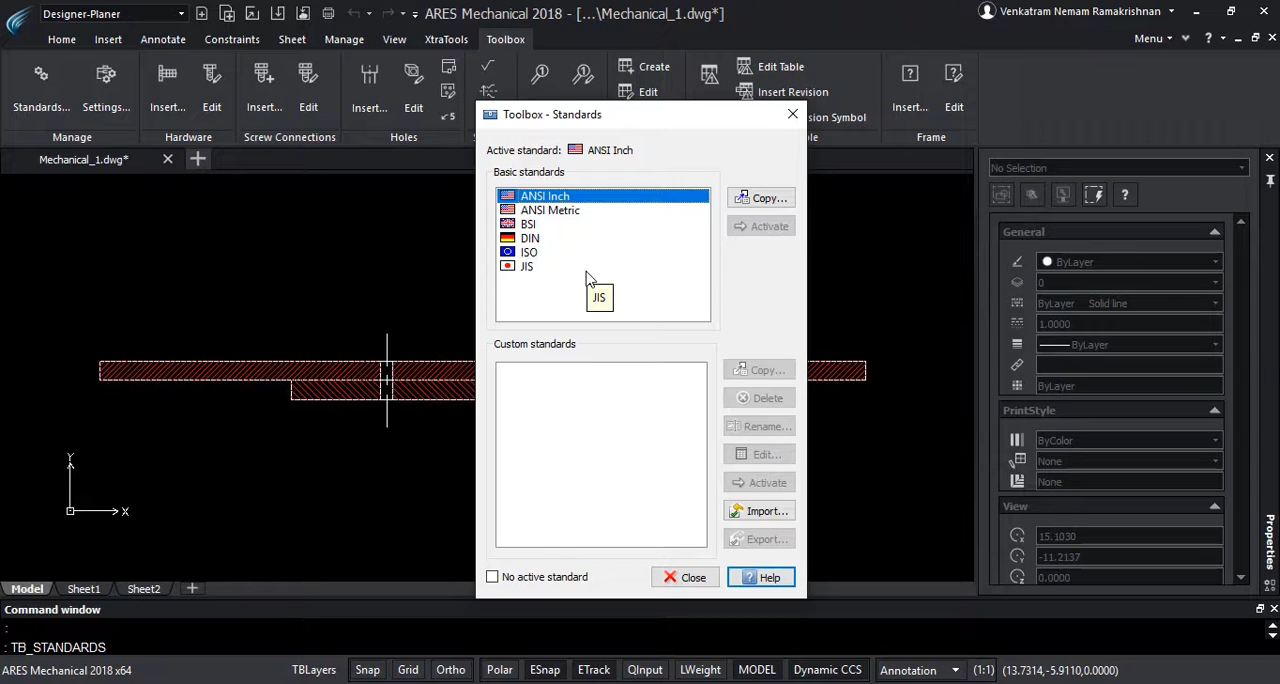 Designer-Planer
ARES Mechanical 2018 - [...\Mechanical_1.dwg*]
Venkatram Nemam Ramakrishnan
Home Insert Annotate Constraints Sheet Manage View XtraTools Toolbox
Menu
?
Standards... Settings... Insert... Edit Insert... Edit Insert... Edit
Create
Edit
Edit Table
Insert Revision
vision Symbol
Insert... Edit
5
Manage Hardware Screw Connections Holes Frame
Mechanical_1.dwg*
Toolbox - Standards
Active standard: ANSI Inch
Basic standards
ANSI Inch
ANSI Metric
BSI
DIN
ISO
JIS
JIS
Copy...
Activate
Custom standards
Copy...
Delete
Rename...
Edit...
Activate
Import...
Export...
No active standard
Close
Help
No Selection
?
General
ByLayer
0
ByLayer Solid line
1.0000
ByLayer
ByLayer
PrintStyle
ByColor
None
None
View
15.1030
-11.2137
0.0000
Properties
Y
X
Model Sheet1 Sheet2
Command window
:
: TB_STANDARDS
ARES Mechanical 2018 x64
TBLayers Snap Grid Ortho Polar ESnap ETrack QInput LWeight MODEL Dynamic CCS Annotation (1:1) (13.7314,-5.9110,0.0000)